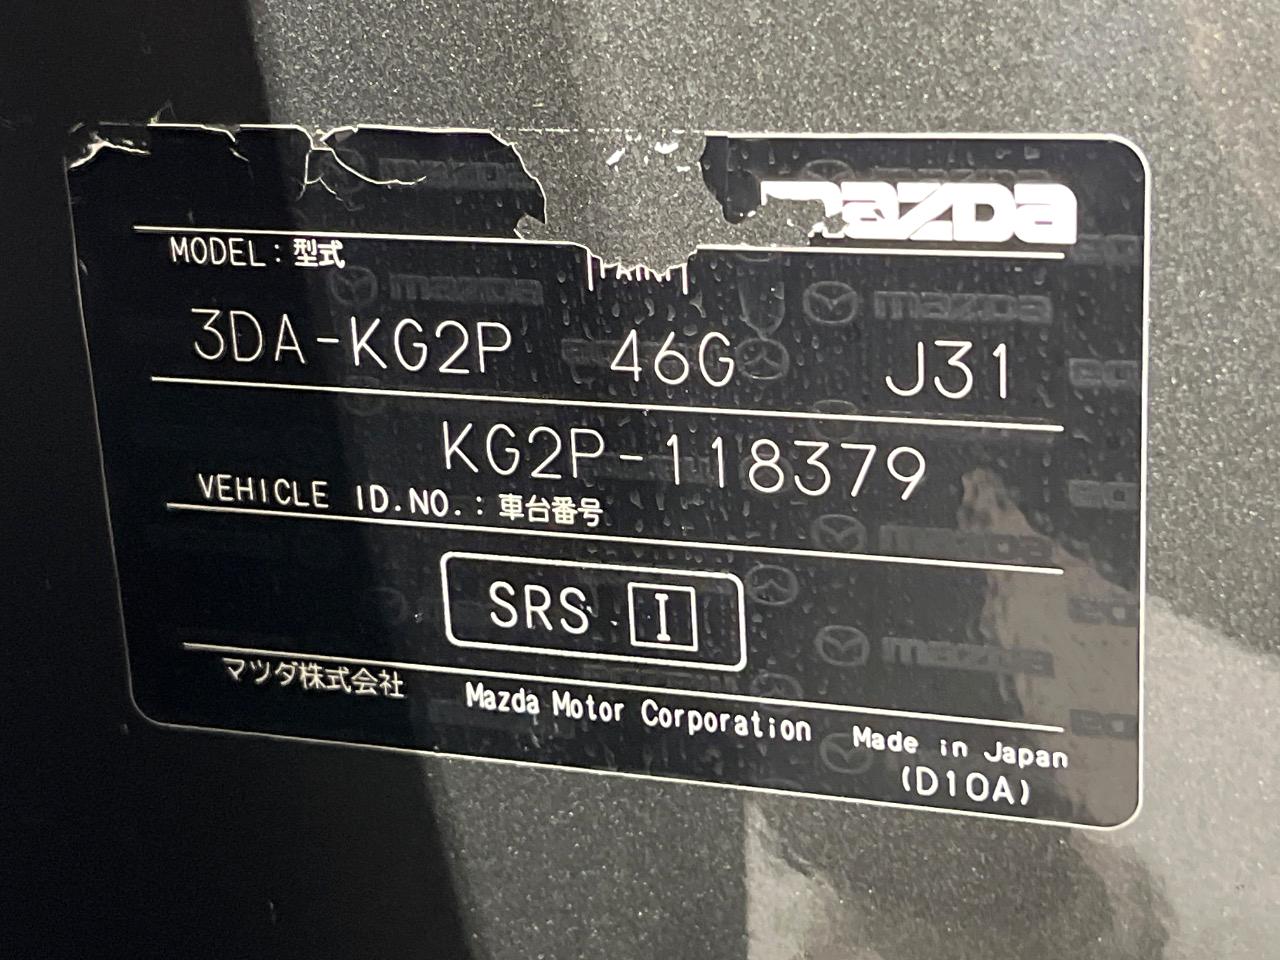 mazda
MODEL : 型式
PAINT
3DA-KG2P 46G J31
KG2P-118379
VEHICLE ID.NO. : 車台番号
SRS I
マツダ株式会社 Mazda Motor Corporation Made in Japan
(D10A)